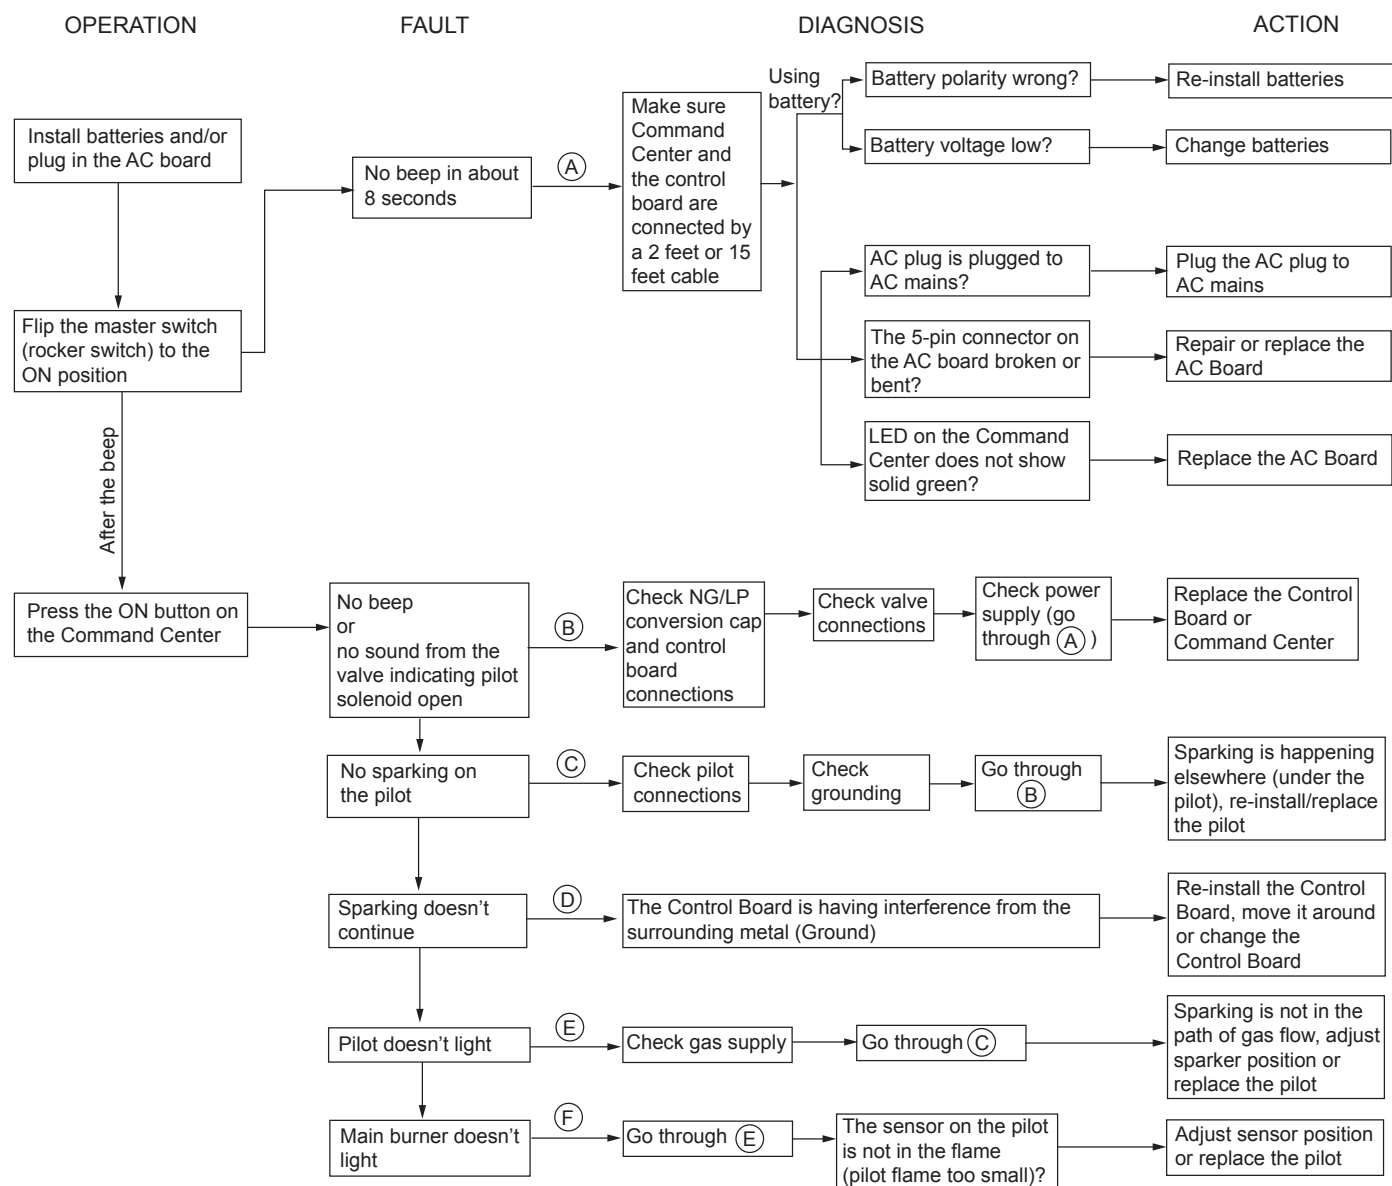 OPERATION
FAULT
DIAGNOSIS
ACTION
Install batteries and/or
plug in the AC board
Flip the master switch
(rocker switch) to the
ON position
No beep in about
8 seconds
A
Make sure
Command
Center and
the control
board are
connected by
a 2 feet or 15
feet cable
Using
battery?
Battery polarity wrong?
Re-install batteries
Battery voltage low?
Change batteries
AC plug is plugged to
AC mains?
Plug the AC plug to
AC mains
The 5-pin connector on
the AC board broken or
bent?
Repair or replace the
AC Board
LED on the Command
Center does not show
solid green?
Replace the AC Board
After the beep
Press the ON button on
the Command Center
No beep
or
no sound from the
valve indicating pilot
solenoid open
B
Check NG/LP
conversion cap
and control
board
connections
Check valve
connections
Check power
supply (go
through A )
Replace the Control
Board or
Command Center
No sparking on
the pilot
C
Check pilot
connections
Check
grounding
Go through
B
Sparking is happening
elsewhere (under the
pilot), re-install/replace
the pilot
Sparking doesn't
continue
D
The Control Board is having interference from the
surrounding metal (Ground)
Re-install the Control
Board, move it around
or change the
Control Board
Pilot doesn't light
E
Check gas supply
Go through C
Sparking is not in the
path of gas flow, adjust
sparker position or
replace the pilot
Main burner doesn't
light
F
Go through E
The sensor on the pilot
is not in the flame
(pilot flame too small)?
Adjust sensor position
or replace the pilot